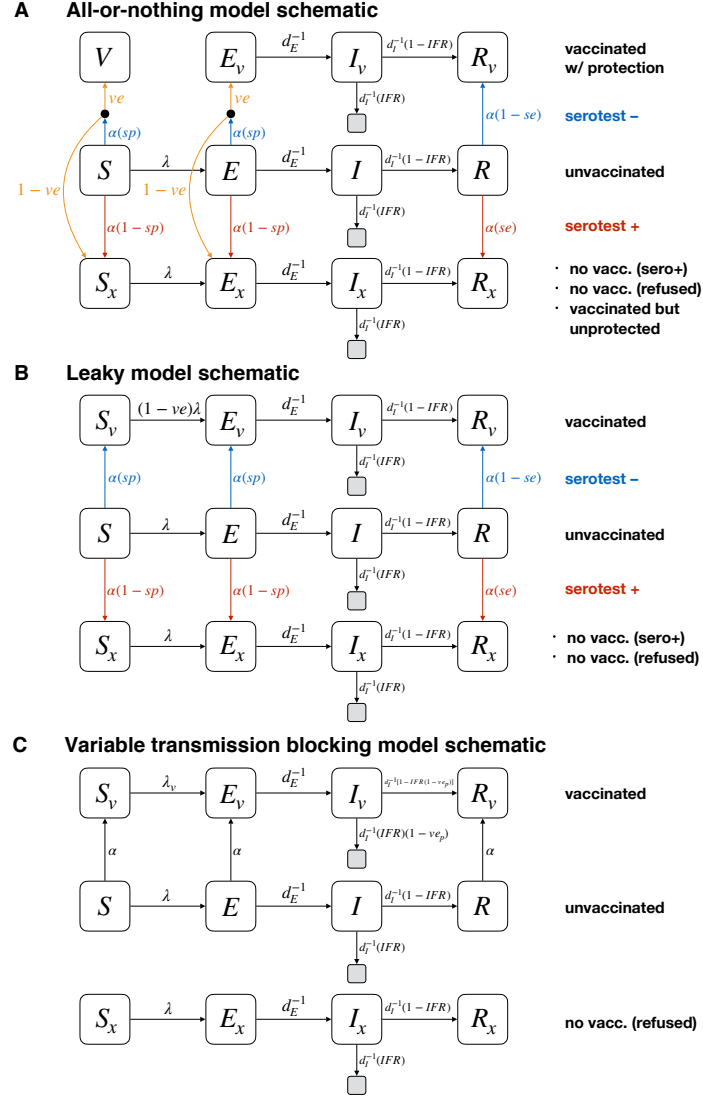 A All-or-nothing model schematic
V E_v d_E^{-1} I_v d_I^{-1}(1 − IFR) R_v vaccinated
w/ protection
ve ve d_I^{-1}(IFR)
α(sp) α(sp) α(1 − se) serotest −
S λ E d_E^{-1} I d_I^{-1}(1 − IFR) R unvaccinated
1 − ve 1 − ve
α(1 − sp) α(1 − sp) d_I^{-1}(IFR) α(se) serotest +
S_x λ E_x d_E^{-1} I_x d_I^{-1}(1 − IFR) R_x
· no vacc. (sero+)
· no vacc. (refused)
· vaccinated but
unprotected
d_I^{-1}(IFR)
B Leaky model schematic
S_v (1 − ve)λ E_v d_E^{-1} I_v d_I^{-1}(1 − IFR) R_v vaccinated
d_I^{-1}(IFR)
α(sp) α(sp) α(1 − se) serotest −
S λ E d_E^{-1} I d_I^{-1}(1 − IFR) R unvaccinated
d_I^{-1}(IFR)
α(1 − sp) α(1 − sp) α(se) serotest +
S_x λ E_x d_E^{-1} I_x d_I^{-1}(1 − IFR) R_x
· no vacc. (sero+)
· no vacc. (refused)
d_I^{-1}(IFR)
C Variable transmission blocking model schematic
S_v λ_v E_v d_E^{-1} I_v d_I^{-1}[1 − IFR(1 − ve_p)] R_v vaccinated
d_I^{-1}(IFR)(1 − ve_p)
α α α
S λ E d_E^{-1} I d_I^{-1}(1 − IFR) R unvaccinated
d_I^{-1}(IFR)
S_x λ E_x d_E^{-1} I_x d_I^{-1}(1 − IFR) R_x no vacc. (refused)
d_I^{-1}(IFR)